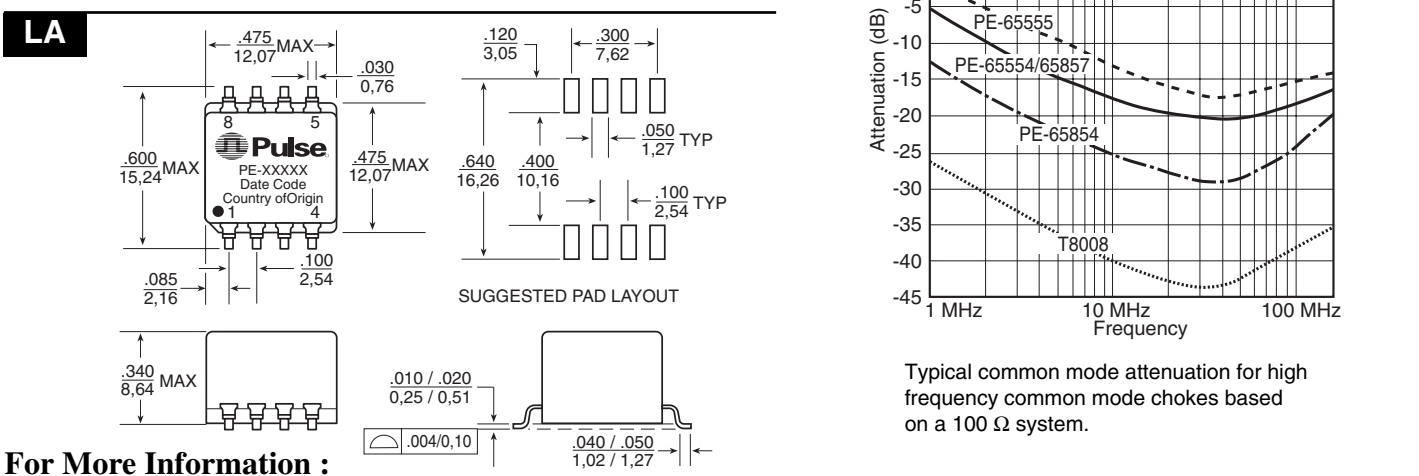 LA
.475
12,07 MAX
.030
0,76
.600
15,24 MAX
8 5
Pulse
PE-XXXXX
Date Code
Country ofOrigin
1 4
.475
12,07 MAX
.100
2,54
.085
2,16
.120
3,05
.300
7,62
.640
16,26
.400
10,16
.050
1,27 TYP
.100
2,54 TYP
SUGGESTED PAD LAYOUT
.340
8,64 MAX
.010 / .020
0,25 / 0,51
.004/0,10
.040 / .050
1,02 / 1,27
For More Information :
Attenuation (dB)
-5
-10
-15
-20
-25
-30
-35
-40
-45
PE-65555
PE-65554/65857
PE-65854
T8008
1 MHz 10 MHz 100 MHz
Frequency
Typical common mode attenuation for high
frequency common mode chokes based
on a 100 Ω system.